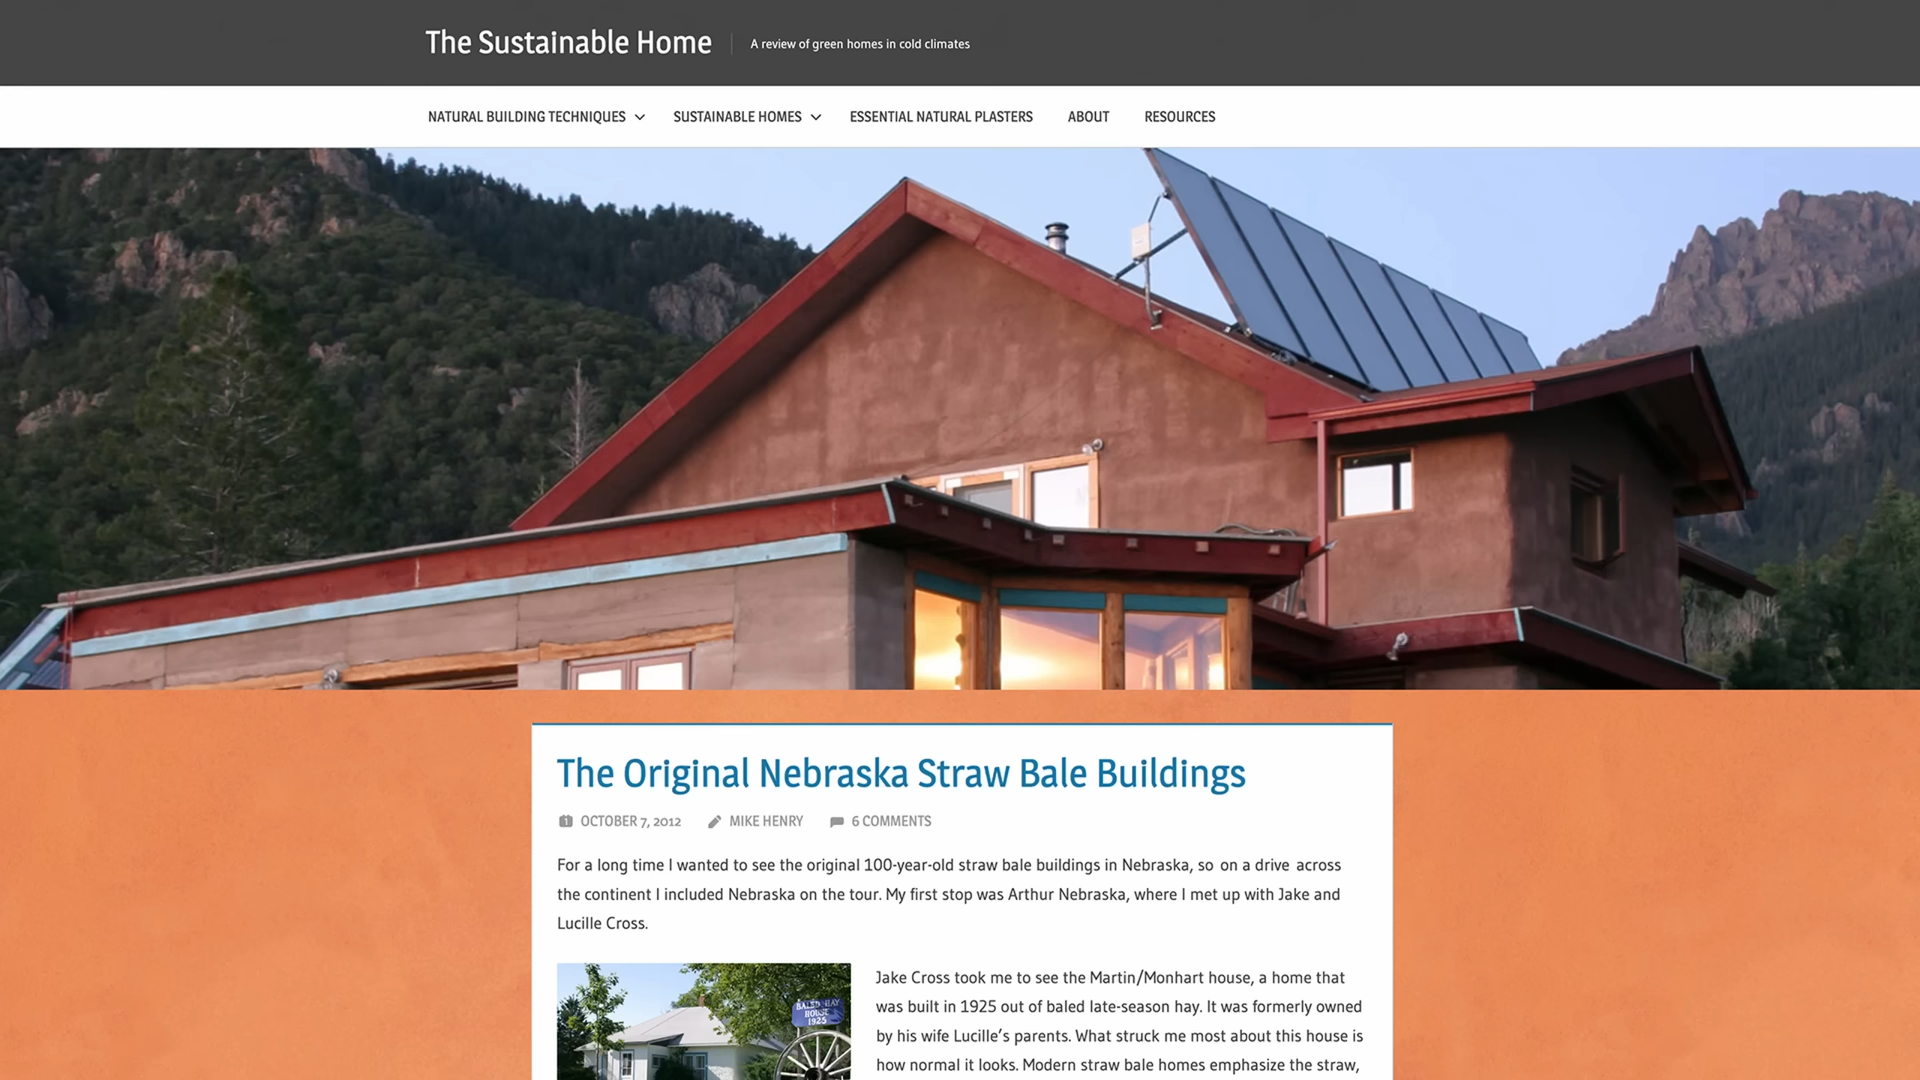 The Sustainable Home
A review of green homes in cold climates
NATURAL BUILDING TECHNIQUES
SUSTAINABLE HOMES
ESSENTIAL NATURAL PLASTERS
ABOUT
RESOURCES
The Original Nebraska Straw Bale Buildings
OCTOBER 7, 2012
MIKE HENRY
6 COMMENTS
For a long time I wanted to see the original 100-year-old straw bale buildings in Nebraska, so on a drive across
the continent I included Nebraska on the tour. My first stop was Arthur Nebraska, where I met up with Jake and
Lucille Cross.
BALED HAY
HOUSE
1925
Jake Cross took me to see the Martin/Monhart house, a home that
was built in 1925 out of baled late-season hay. It was formerly owned
by his wife Lucille’s parents. What struck me most about this house is
how normal it looks. Modern straw bale homes emphasize the straw,